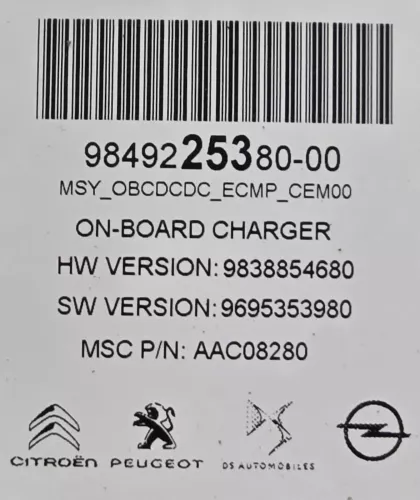 9849225380-00
MSY_OBCDCDC_ECMP_CEM00
ON-BOARD CHARGER
HW VERSION: 9838854680
SW VERSION: 9695353980
MSC P/N: AAC08280
CITROËN PEUGEOT DS AUTOMOBILES